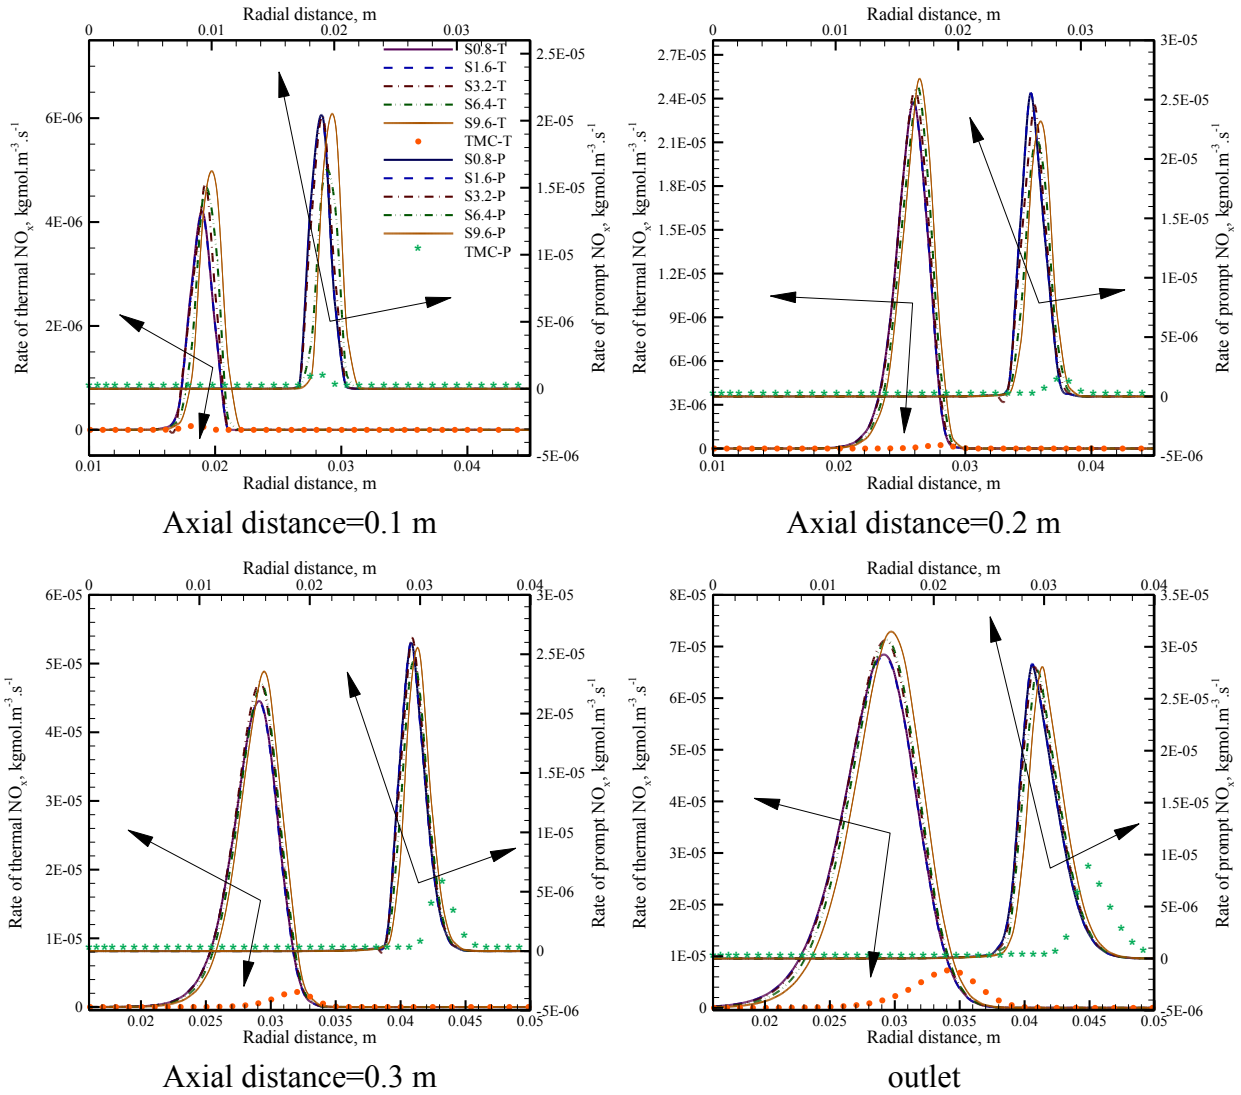 Radial distance, m
0 0.01 0.02 0.03
Rate of thermal NOx, kgmol.m-3.s-1
6E-06
4E-06
2E-06
0
2.5E-05
2E-05
1.5E-05
1E-05
5E-06
0
-5E-06
Rate of prompt NOx, kgmol.m-3.s-1
S0.8-T
S1.6-T
S3.2-T
S6.4-T
S9.6-T
TMC-T
S0.8-P
S1.6-P
S3.2-P
S6.4-P
S9.6-P
TMC-P
0.01 0.02 0.03 0.04
Radial distance, m
Axial distance=0.1 m
Radial distance, m
0 0.01 0.02 0.03
Rate of thermal NOx, kgmol.m-3.s-1
2.7E-05
2.4E-05
2.1E-05
1.8E-05
1.5E-05
1.2E-05
9E-06
6E-06
3E-06
0
3E-05
2.5E-05
2E-05
1.5E-05
1E-05
5E-06
0
-5E-06
Rate of prompt NOx, kgmol.m-3.s-1
0.01 0.02 0.03 0.04
Radial distance, m
Axial distance=0.2 m
Radial distance, m
0 0.01 0.02 0.03 0.04
Rate of thermal NOx, kgmol.m-3.s-1
6E-05
5E-05
4E-05
3E-05
2E-05
1E-05
0
3E-05
2.5E-05
2E-05
1.5E-05
1E-05
5E-06
0
-5E-06
Rate of prompt NOx, kgmol.m-3.s-1
0.02 0.025 0.03 0.035 0.04 0.045 0.05
Radial distance, m
Axial distance=0.3 m
Radial distance, m
0 0.01 0.02 0.03 0.04
Rate of thermal NOx, kgmol.m-3.s-1
8E-05
7E-05
6E-05
5E-05
4E-05
3E-05
2E-05
1E-05
0
3.5E-05
3E-05
2.5E-05
2E-05
1.5E-05
1E-05
5E-06
0
-5E-06
Rate of prompt NOx, kgmol.m-3.s-1
0.02 0.025 0.03 0.035 0.04 0.045 0.05
Radial distance, m
outlet